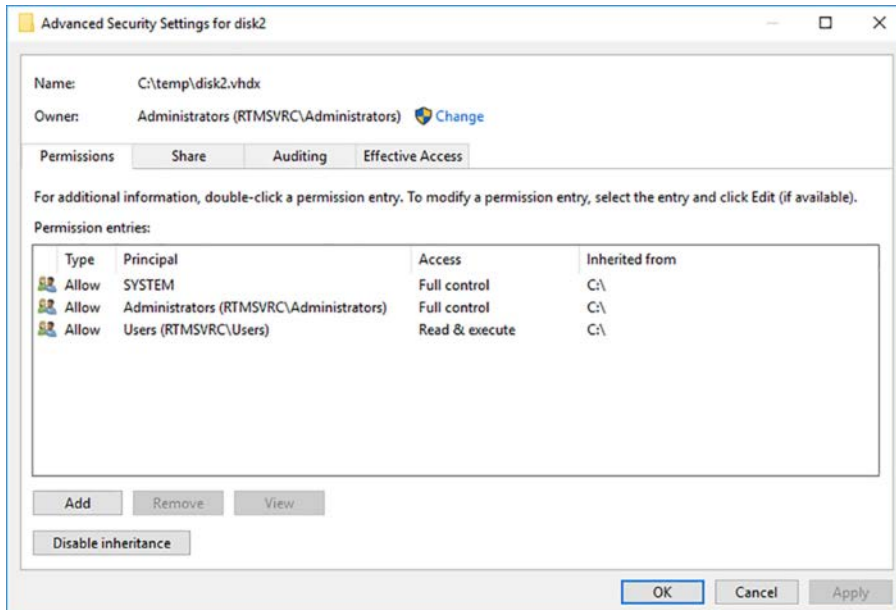 Advanced Security Settings for disk2
Name: C:\temp\disk2.vhdx
Owner: Administrators (RTMSVRC\Administrators) Change
Permissions Share Auditing Effective Access
For additional information, double-click a permission entry. To modify a permission entry, select the entry and click Edit (if available).
Permission entries:
Type Principal Access Inherited from
Allow SYSTEM Full control C:\
Allow Administrators (RTMSVRC\Administrators) Full control C:\
Allow Users (RTMSVRC\Users) Read & execute C:\
Add Remove View
Disable inheritance
OK Cancel Apply